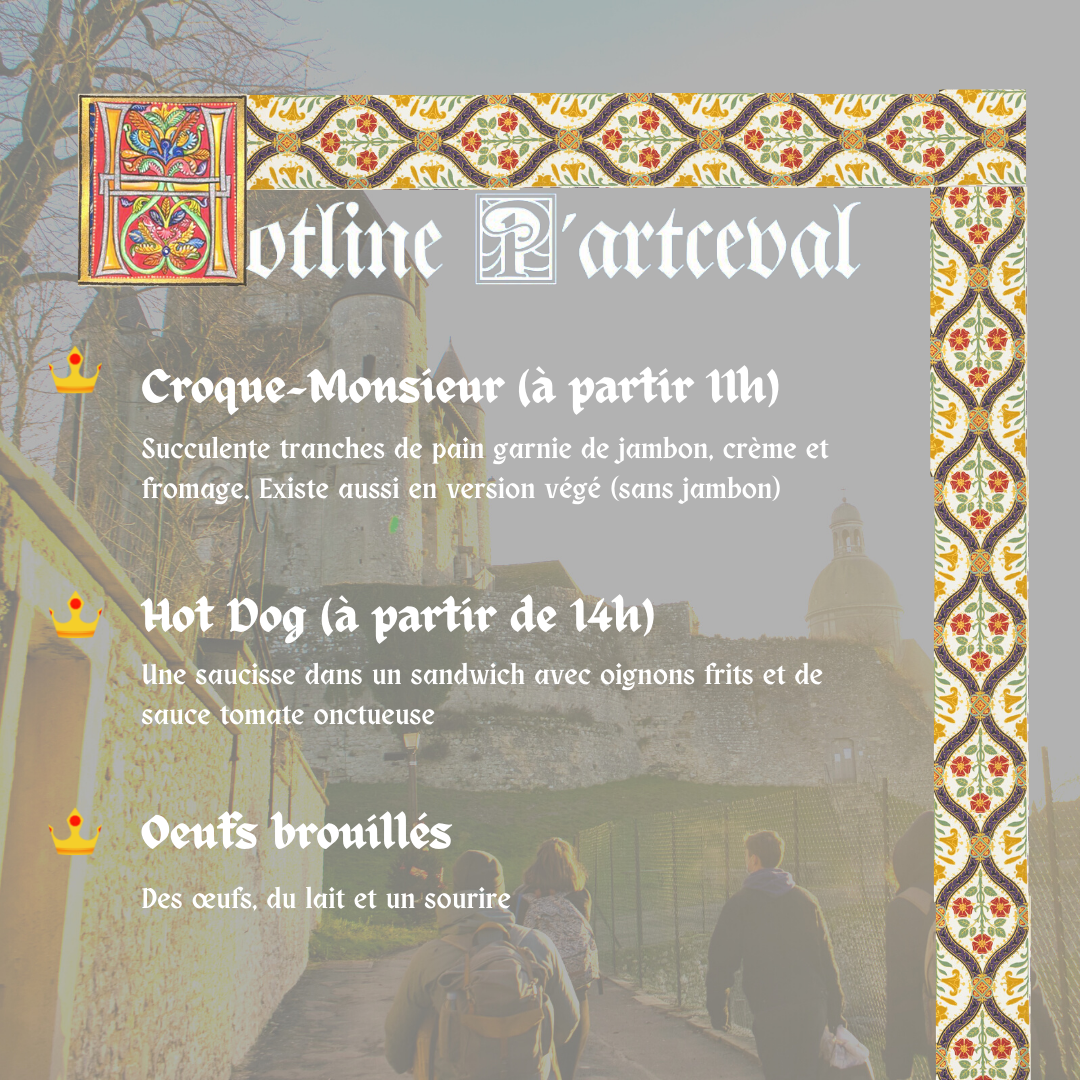 Hotline P'artceval
Croque-Monsieur (à partir 11h)
Succulente tranches de pain garnie de jambon, crème et
fromage. Existe aussi en version végé (sans jambon)
Hot Dog (à partir de 14h)
Une saucisse dans un sandwich avec oignons frits et de
sauce tomate onctueuse
Oeufs brouillés
Des œufs, du lait et un sourire